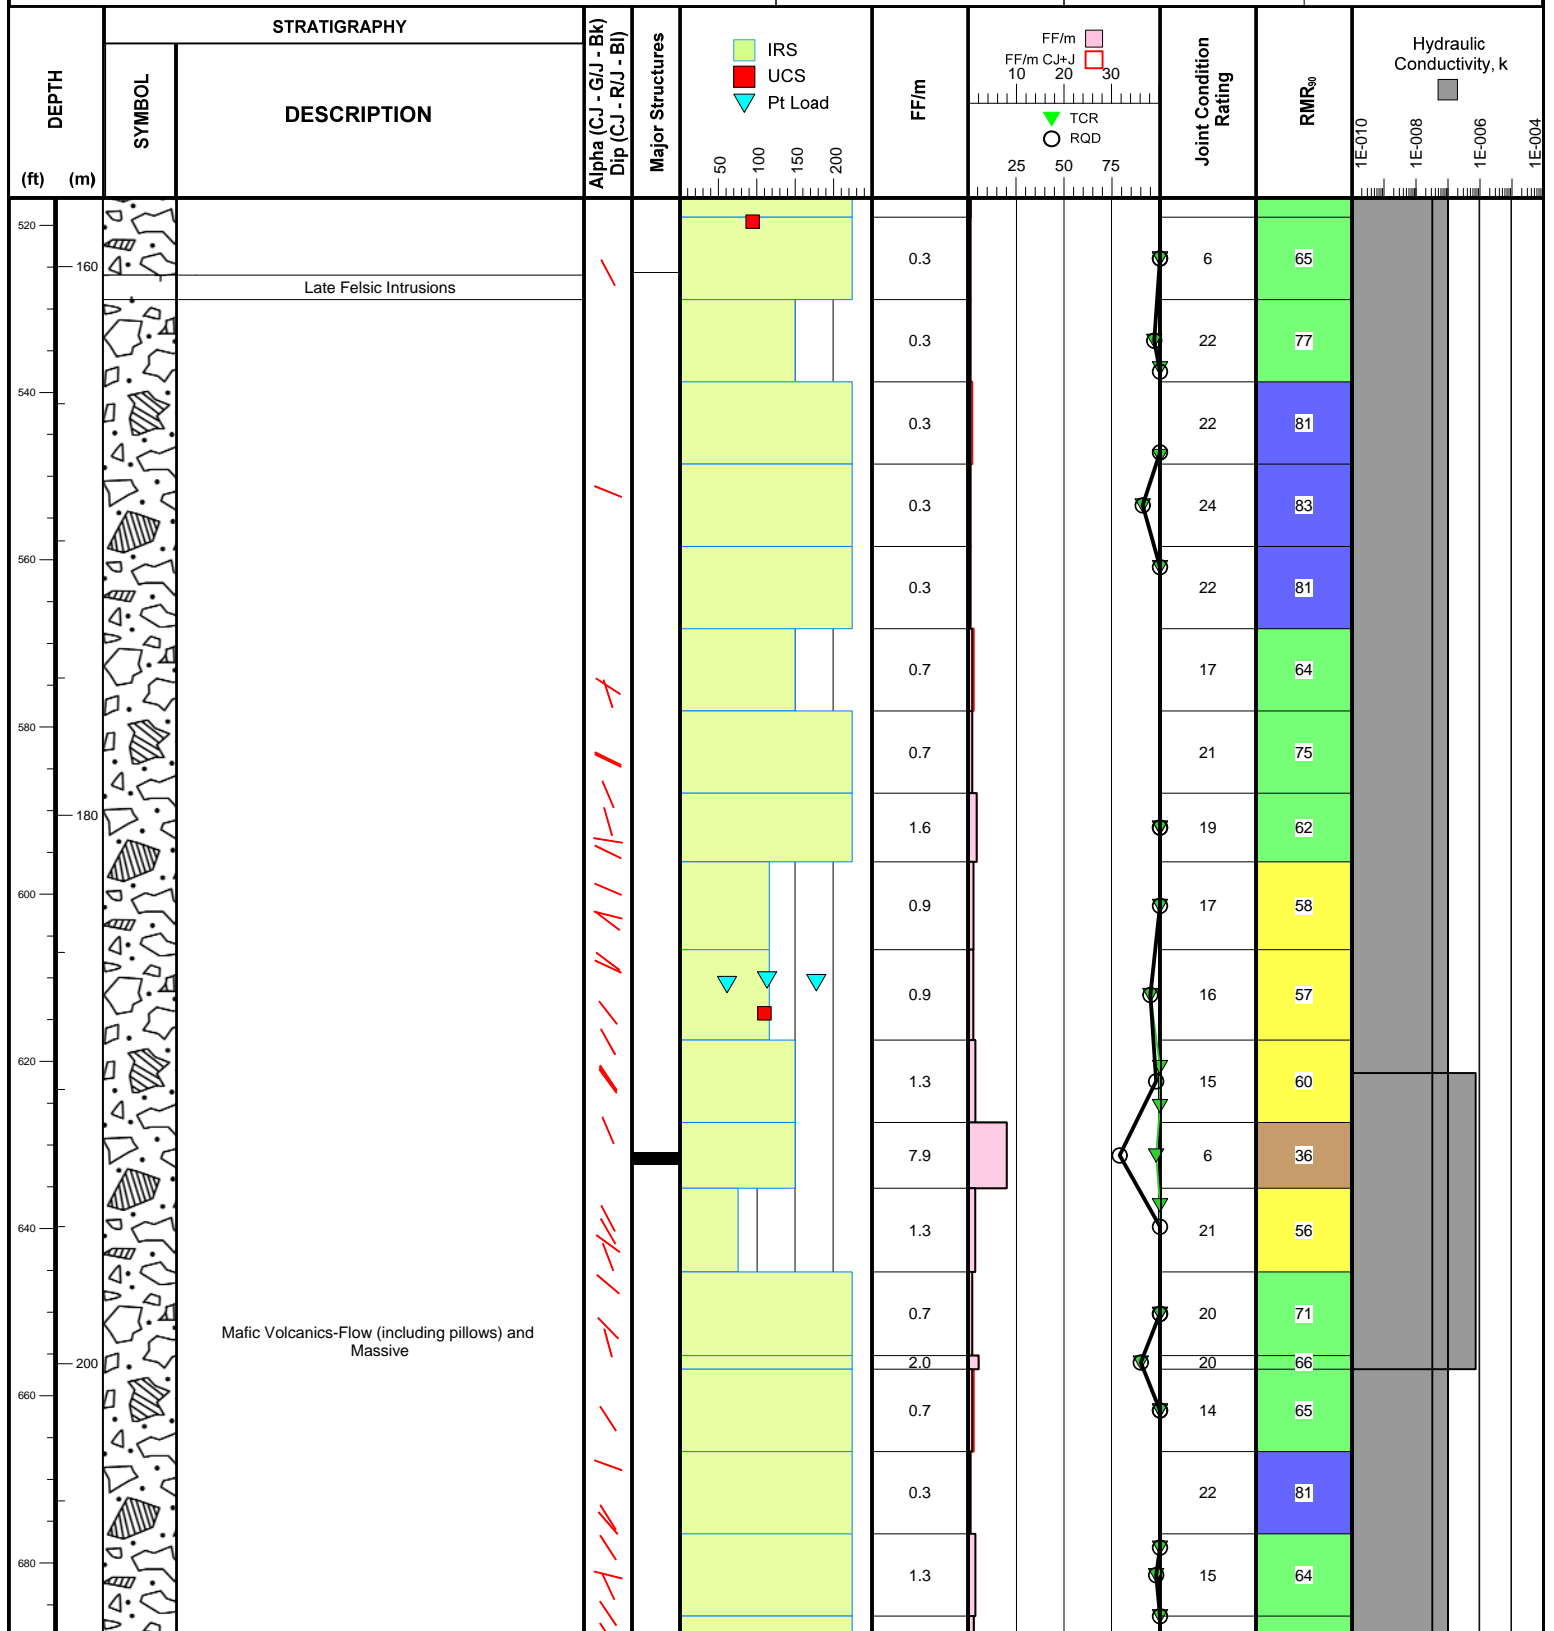 STRATIGRAPHY
DEPTH
(ft) (m)
SYMBOL
DESCRIPTION
Alpha (CJ - G/J - Bk)
Dip (CJ - R/J - Bl)
Major Structures
IRS
UCS
Pt Load
50 100 150 200
FF/m
FF/m
FF/m CJ+J
10 20 30
TCR
RQD
25 50 75
Joint Condition
Rating
RMR90
Hydraulic
Conductivity, k
1E-010 1E-008 1E-006 1E-004
520
160
0.3 6 65
Late Felsic Intrusions
0.3 22 77
540
0.3 22 81
0.3 24 83
560
0.3 22 81
0.7 17 64
580
0.7 21 75
180
1.6 19 62
600
0.9 17 58
0.9 16 57
620
1.3 15 60
7.9 6 36
640
1.3 21 56
0.7 20 71
Mafic Volcanics-Flow (including pillows) and
Massive
200
2.0 20 66
660
0.7 14 65
0.3 22 81
680
1.3 15 64